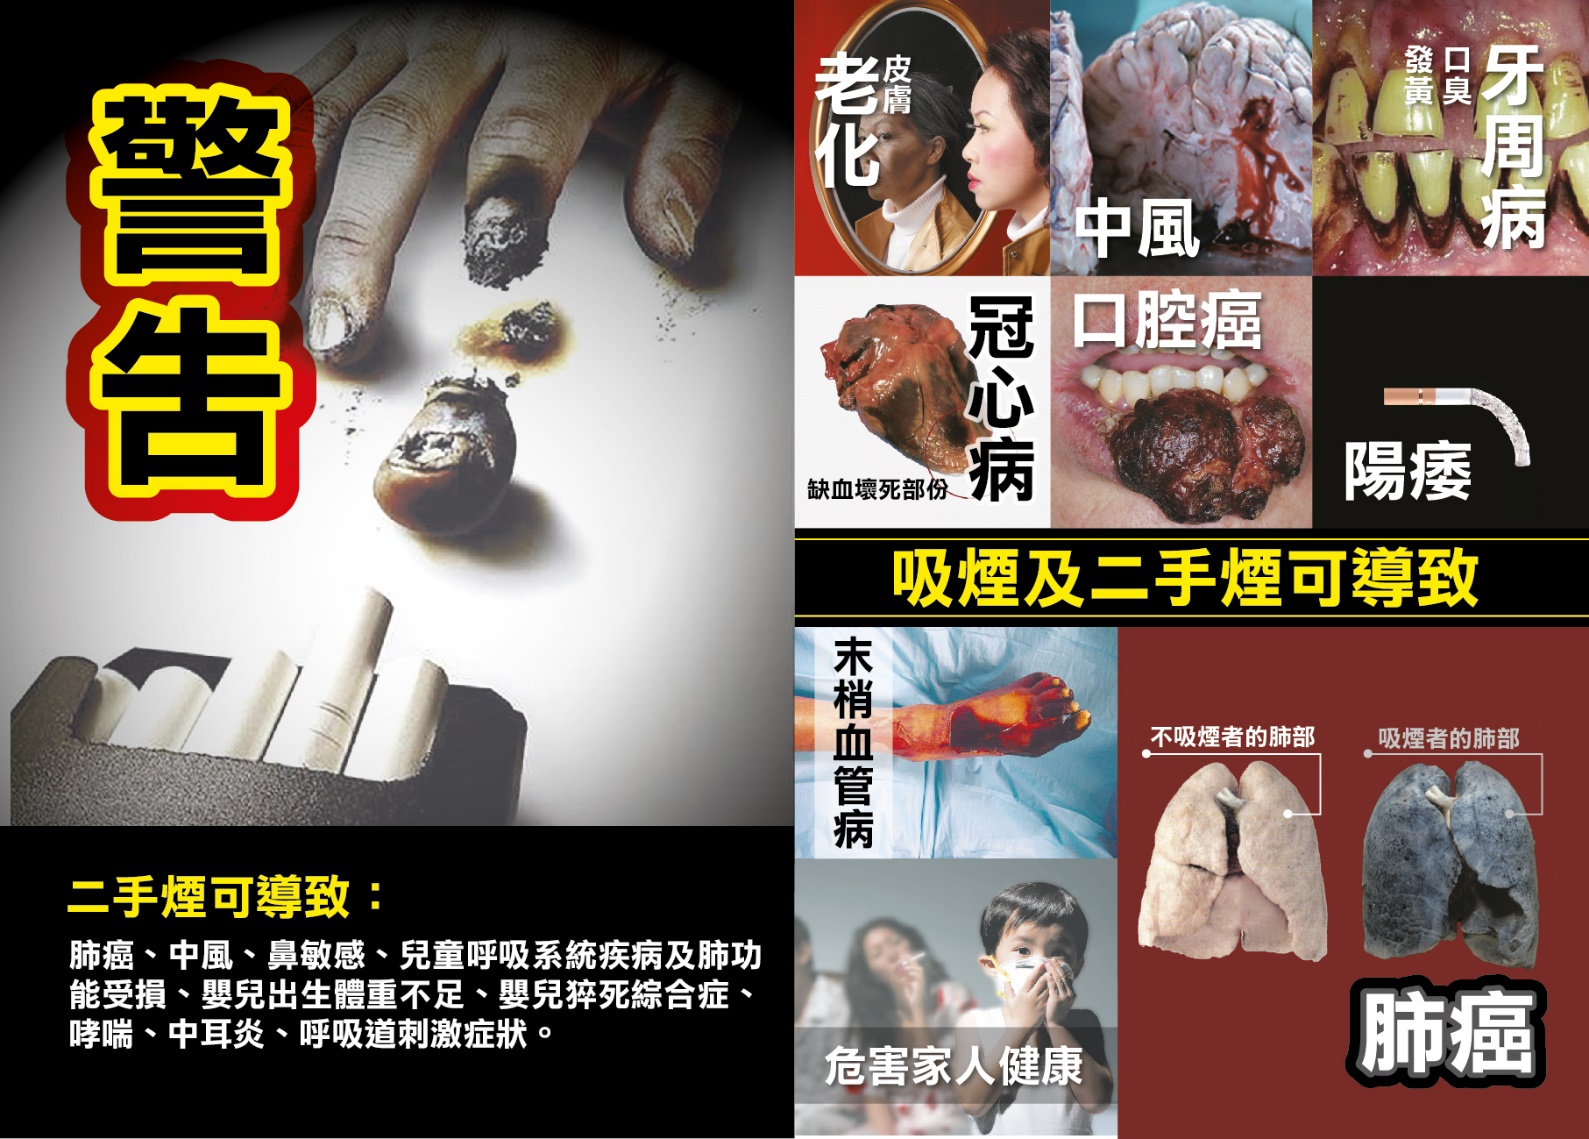 警告
二手煙可導致：
肺癌、中風、鼻敏感、兒童呼吸系統疾病及肺功
能受損、嬰兒出生體重不足、嬰兒猝死綜合症、
哮喘、中耳炎、呼吸道刺激症狀。
皮膚
老化
中風
牙周病
口臭
發黃
冠心病
缺血壞死部份
口腔癌
陽痿
吸煙及二手煙可導致
末梢血管病
危害家人健康
不吸煙者的肺部
吸煙者的肺部
肺癌